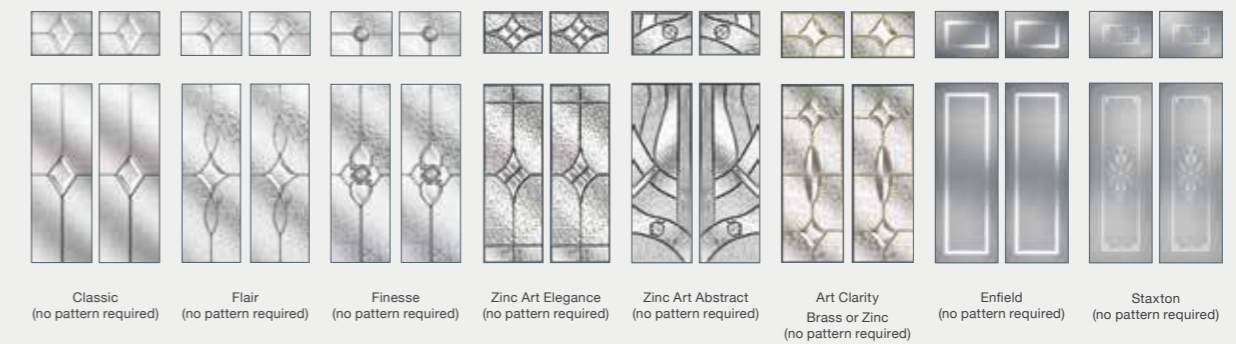 Classic
(no pattern required)
Flair
(no pattern required)
Finesse
(no pattern required)
Zinc Art Elegance
(no pattern required)
Zinc Art Abstract
(no pattern required)
Art Clarity
Brass or Zinc
(no pattern required)
Enfield
(no pattern required)
Staxton
(no pattern required)